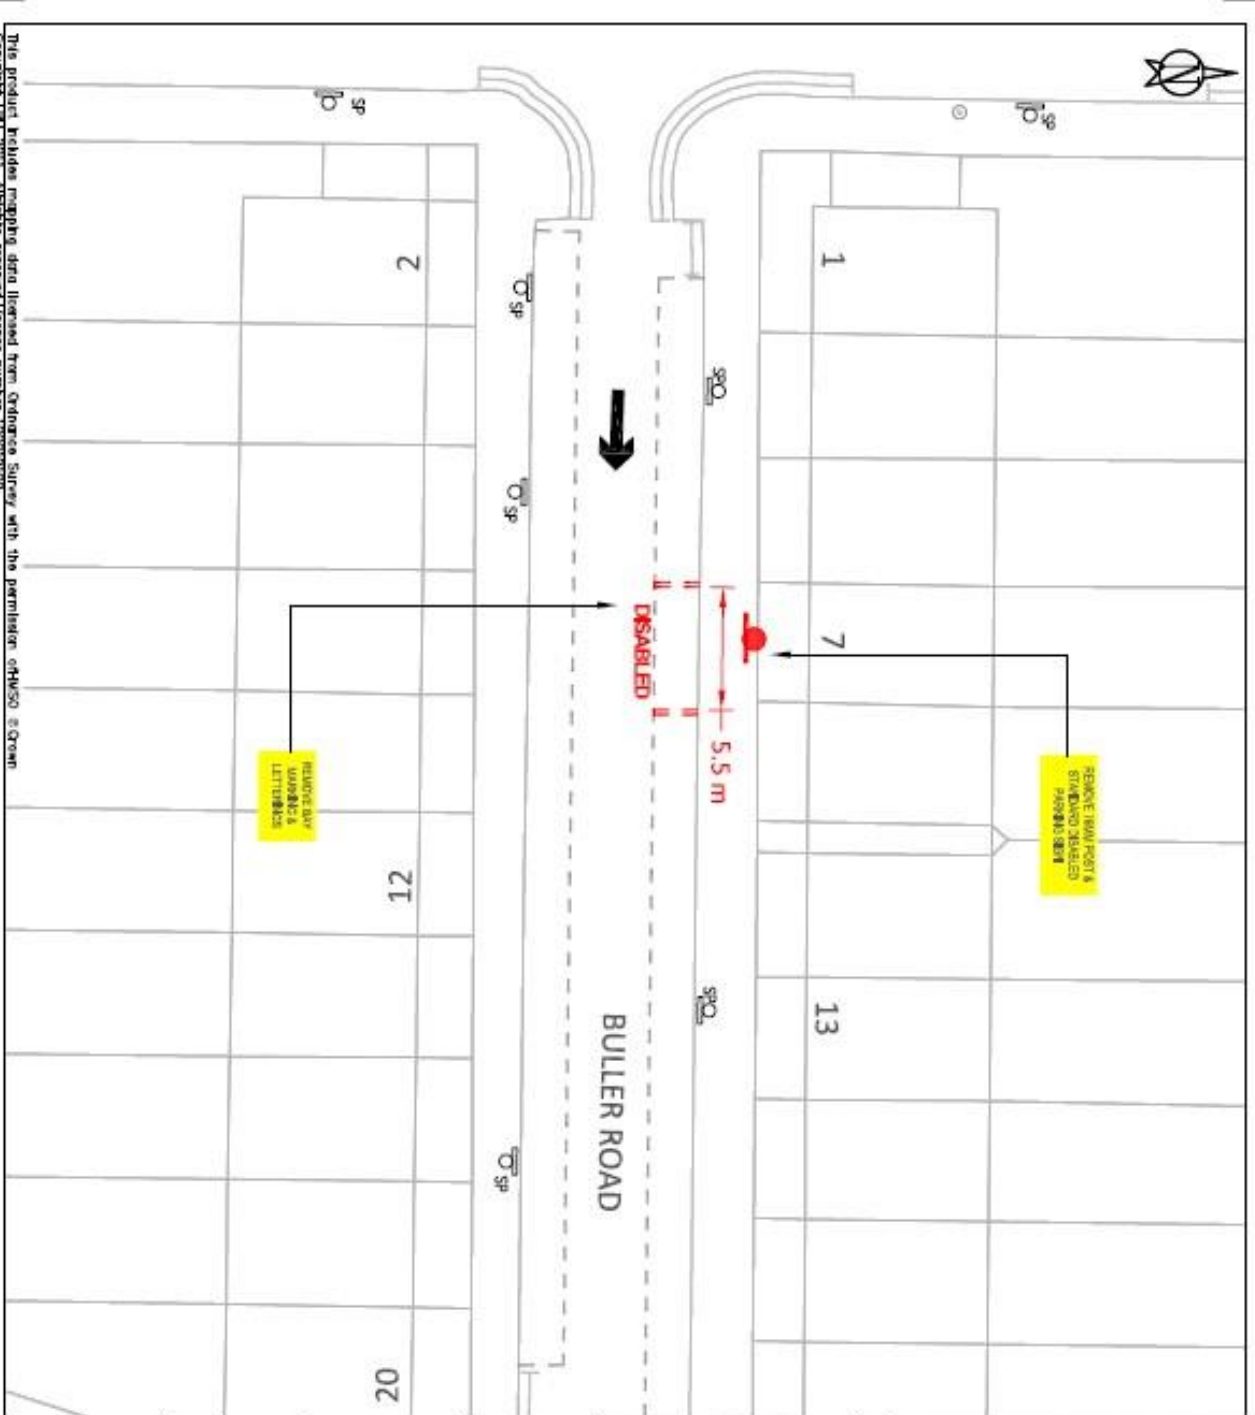 This product includes mapping data licensed from Ordnance Survey with the permission of HMSO © Crown
N
SP
SP
2
1
SP
SP
SP
DISABLED
7
5.5 m
REMOVE BAY
MARKING &
LETTERINGS
REMOVE 76MM POST &
STANDARD DISABLED
PARKING SIGN
12
13
SP
BULLER ROAD
SP
20